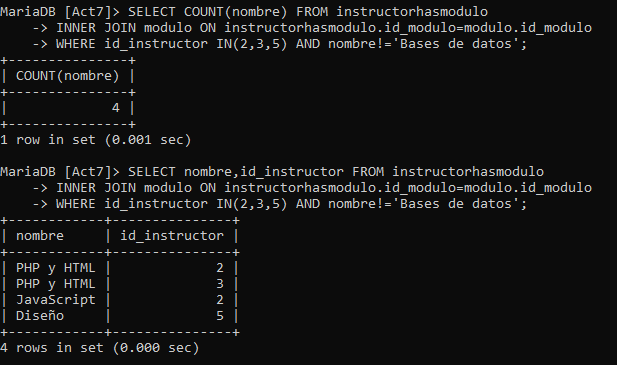 MariaDB [Act7]> SELECT COUNT(nombre) FROM instructorhasmodulo
    -> INNER JOIN modulo ON instructorhasmodulo.id_modulo=modulo.id_modulo
    -> WHERE id_instructor IN(2,3,5) AND nombre!='Bases de datos';
+---------------+
| COUNT(nombre) |
+---------------+
|             4 |
+---------------+
1 row in set (0.001 sec)

MariaDB [Act7]> SELECT nombre,id_instructor FROM instructorhasmodulo
    -> INNER JOIN modulo ON instructorhasmodulo.id_modulo=modulo.id_modulo
    -> WHERE id_instructor IN(2,3,5) AND nombre!='Bases de datos';
+------------+---------------+
| nombre     | id_instructor |
+------------+---------------+
| PHP y HTML |             2 |
| PHP y HTML |             3 |
| JavaScript |             2 |
| Diseño     |             5 |
+------------+---------------+
4 rows in set (0.000 sec)